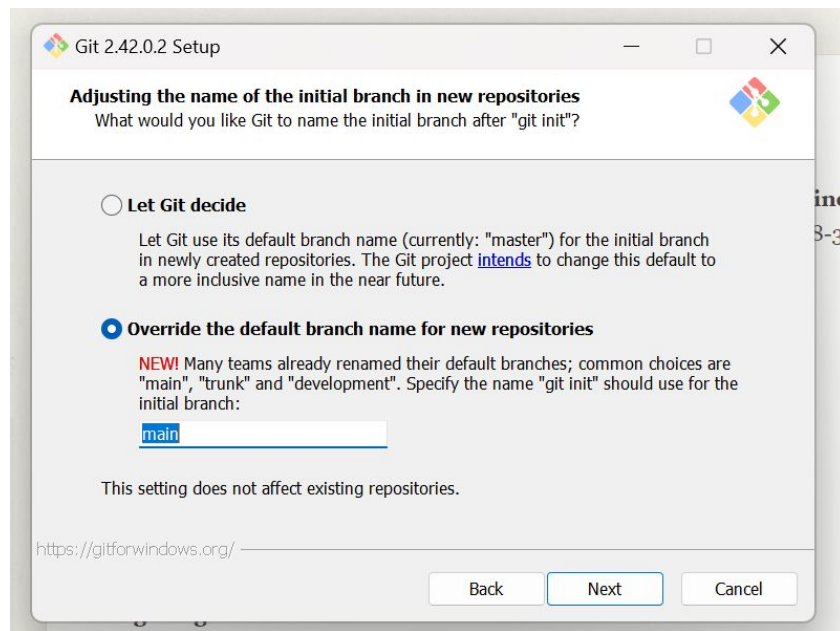 Git 2.42.0.2 Setup
Adjusting the name of the initial branch in new repositories
What would you like Git to name the initial branch after "git init"?
Let Git decide
Let Git use its default branch name (currently: "master") for the initial branch
in newly created repositories. The Git project intends to change this default to
a more inclusive name in the near future.
Override the default branch name for new repositories
NEW! Many teams already renamed their default branches; common choices are
"main", "trunk" and "development". Specify the name "git init" should use for the
initial branch:
main
This setting does not affect existing repositories.
https://gitforwindows.org/
Back Next Cancel